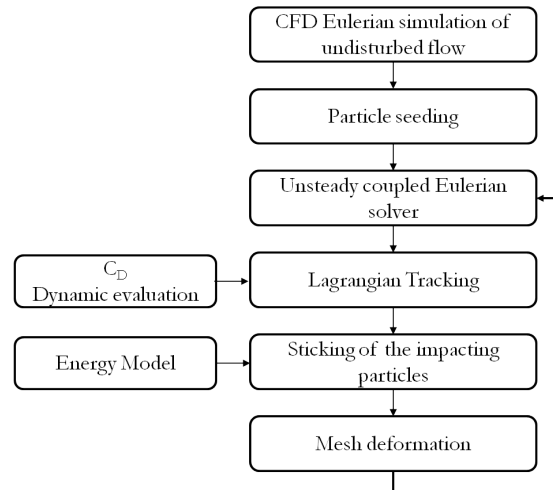 CFD Eulerian simulation of
undisturbed flow
Particle seeding
Unsteady coupled Eulerian
solver
C_D
Dynamic evaluation
Lagrangian Tracking
Energy Model
Sticking of the impacting
particles
Mesh deformation